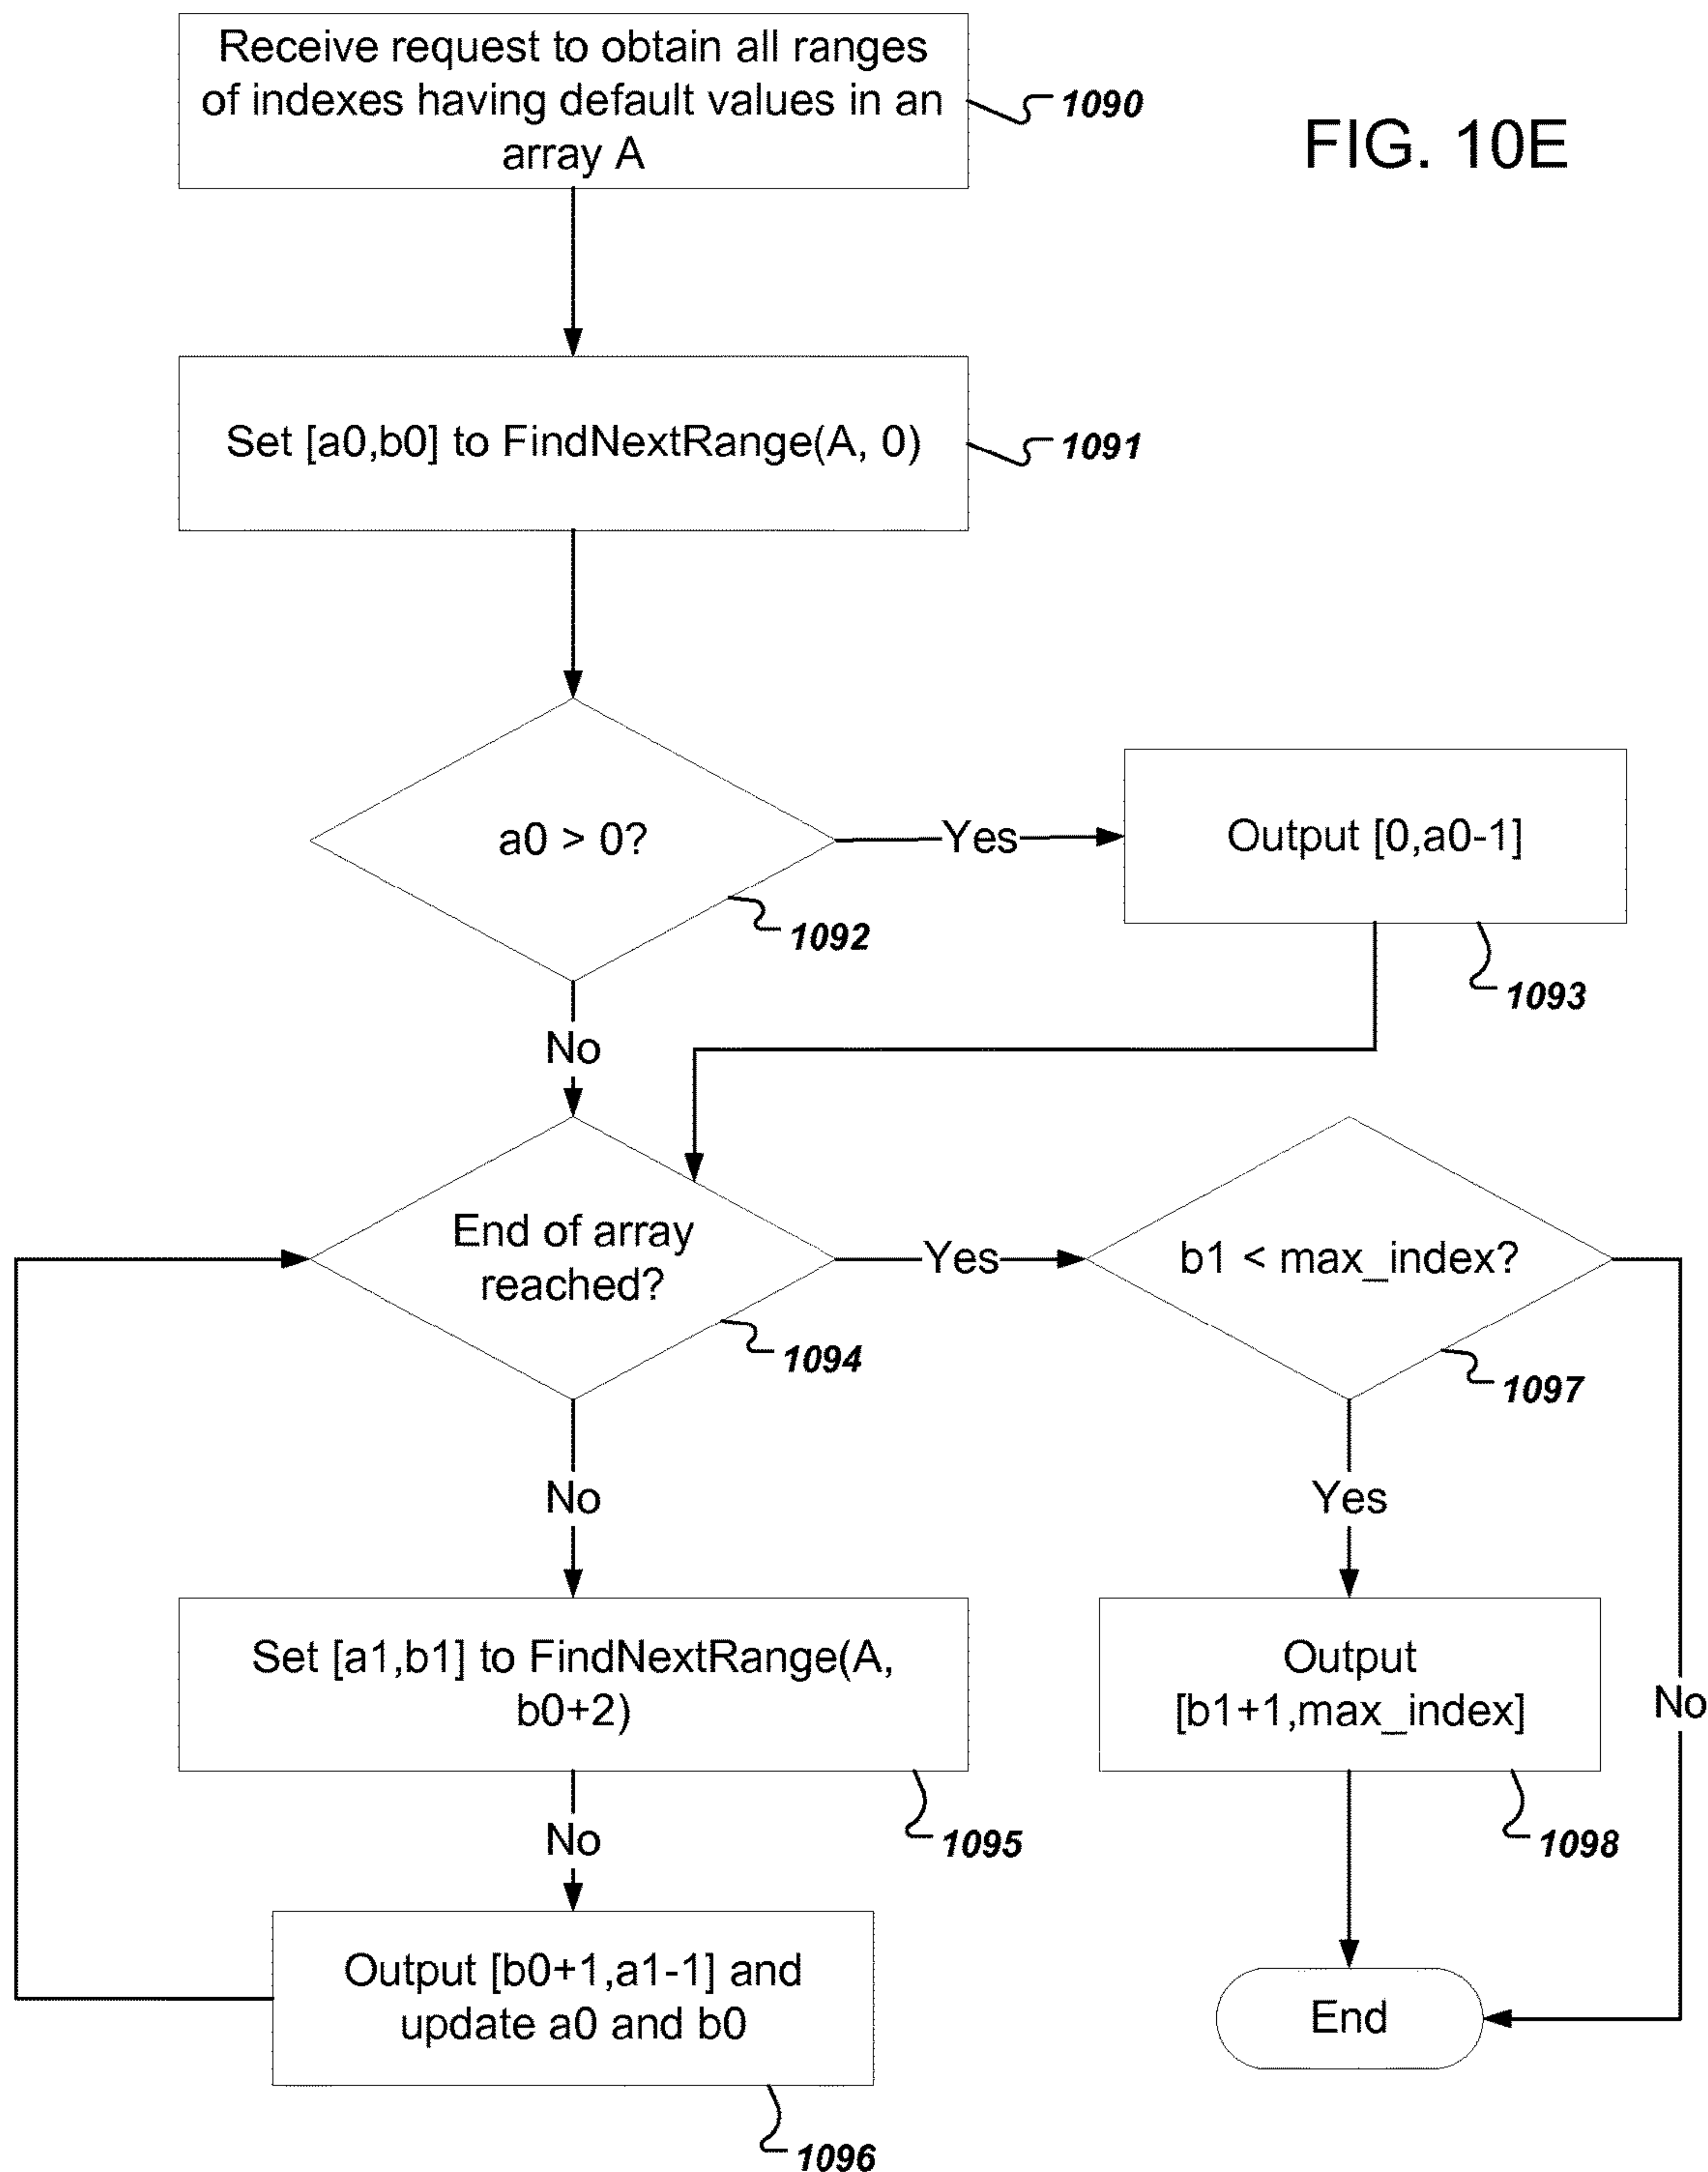 Receive request to obtain all ranges
of indexes having default values in an
array A
1090
FIG. 10E
Set [a0,b0] to FindNextRange(A, 0)
1091
a0 > 0?
Yes
Output [0,a0-1]
1092
1093
No
End of array
reached?
Yes
b1 < max_index?
1094
1097
No
Yes
Set [a1,b1] to FindNextRange(A,
b0+2)
Output
[b1+1,max_index]
No
1095
1098
No
Output [b0+1,a1-1] and
update a0 and b0
End
1096